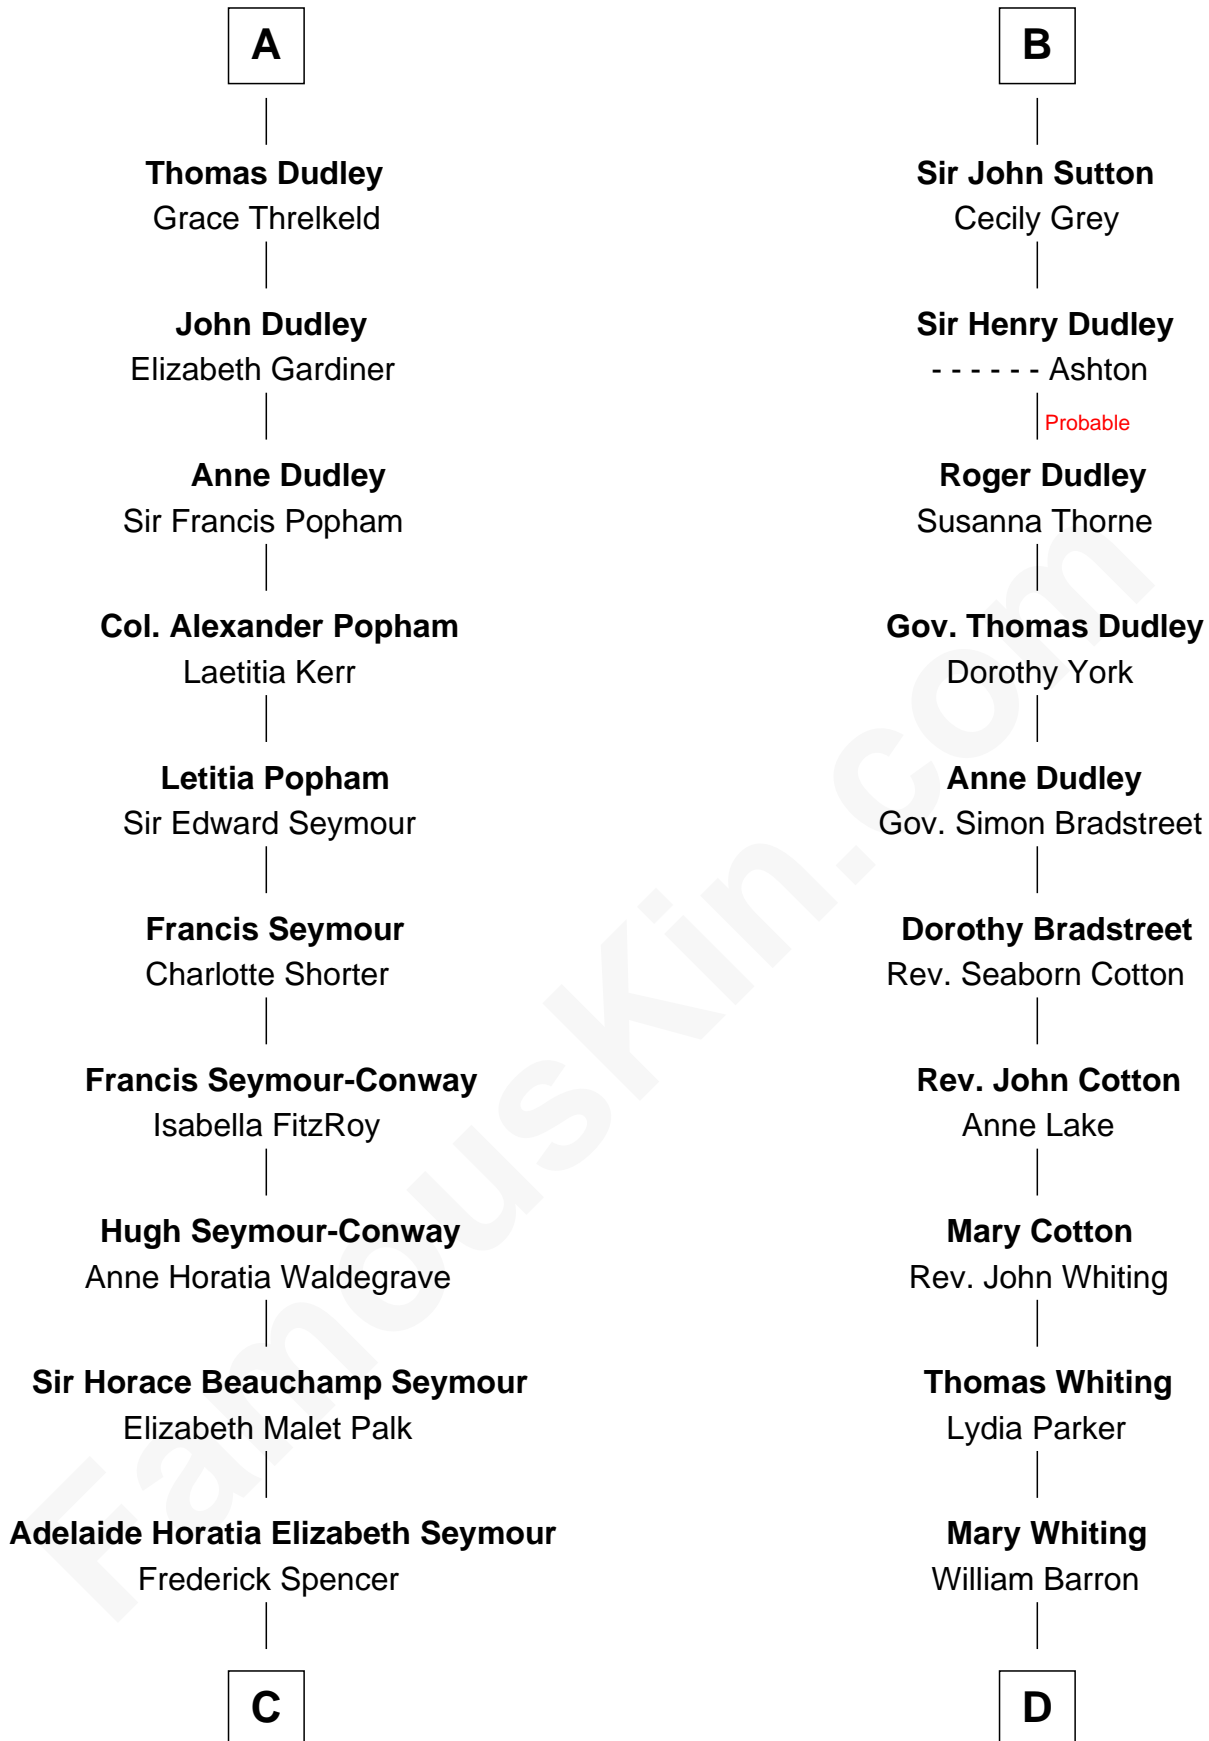 A
Thomas Dudley
Grace Threlkeld
John Dudley
Elizabeth Gardiner
Anne Dudley
Sir Francis Popham
Col. Alexander Popham
Laetitia Kerr
Letitia Popham
Sir Edward Seymour
Francis Seymour
Charlotte Shorter
Francis Seymour-Conway
Isabella FitzRoy
Hugh Seymour-Conway
Anne Horatia Waldegrave
Sir Horace Beauchamp Seymour
Elizabeth Malet Palk
Adelaide Horatia Elizabeth Seymour
Frederick Spencer
C
B
Sir John Sutton
Cecily Grey
Sir Henry Dudley
- - - - - - Ashton
Probable
Roger Dudley
Susanna Thorne
Gov. Thomas Dudley
Dorothy York
Anne Dudley
Gov. Simon Bradstreet
Dorothy Bradstreet
Rev. Seaborn Cotton
Rev. John Cotton
Anne Lake
Mary Cotton
Rev. John Whiting
Thomas Whiting
Lydia Parker
Mary Whiting
William Barron
D
FamousKin.com